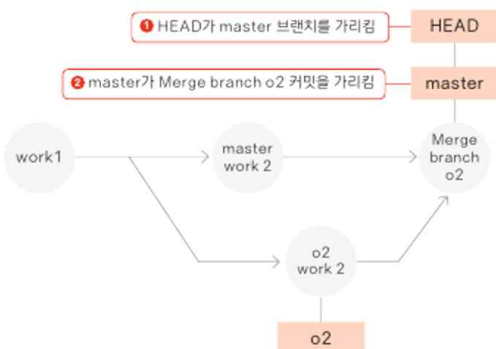 ❶ HEAD가 master 브랜치를 가리킴
HEAD
❷ master가 Merge branch o2 커밋을 가리킴
master
work1
master
work 2
Merge
branch
o2
o2
work 2
o2